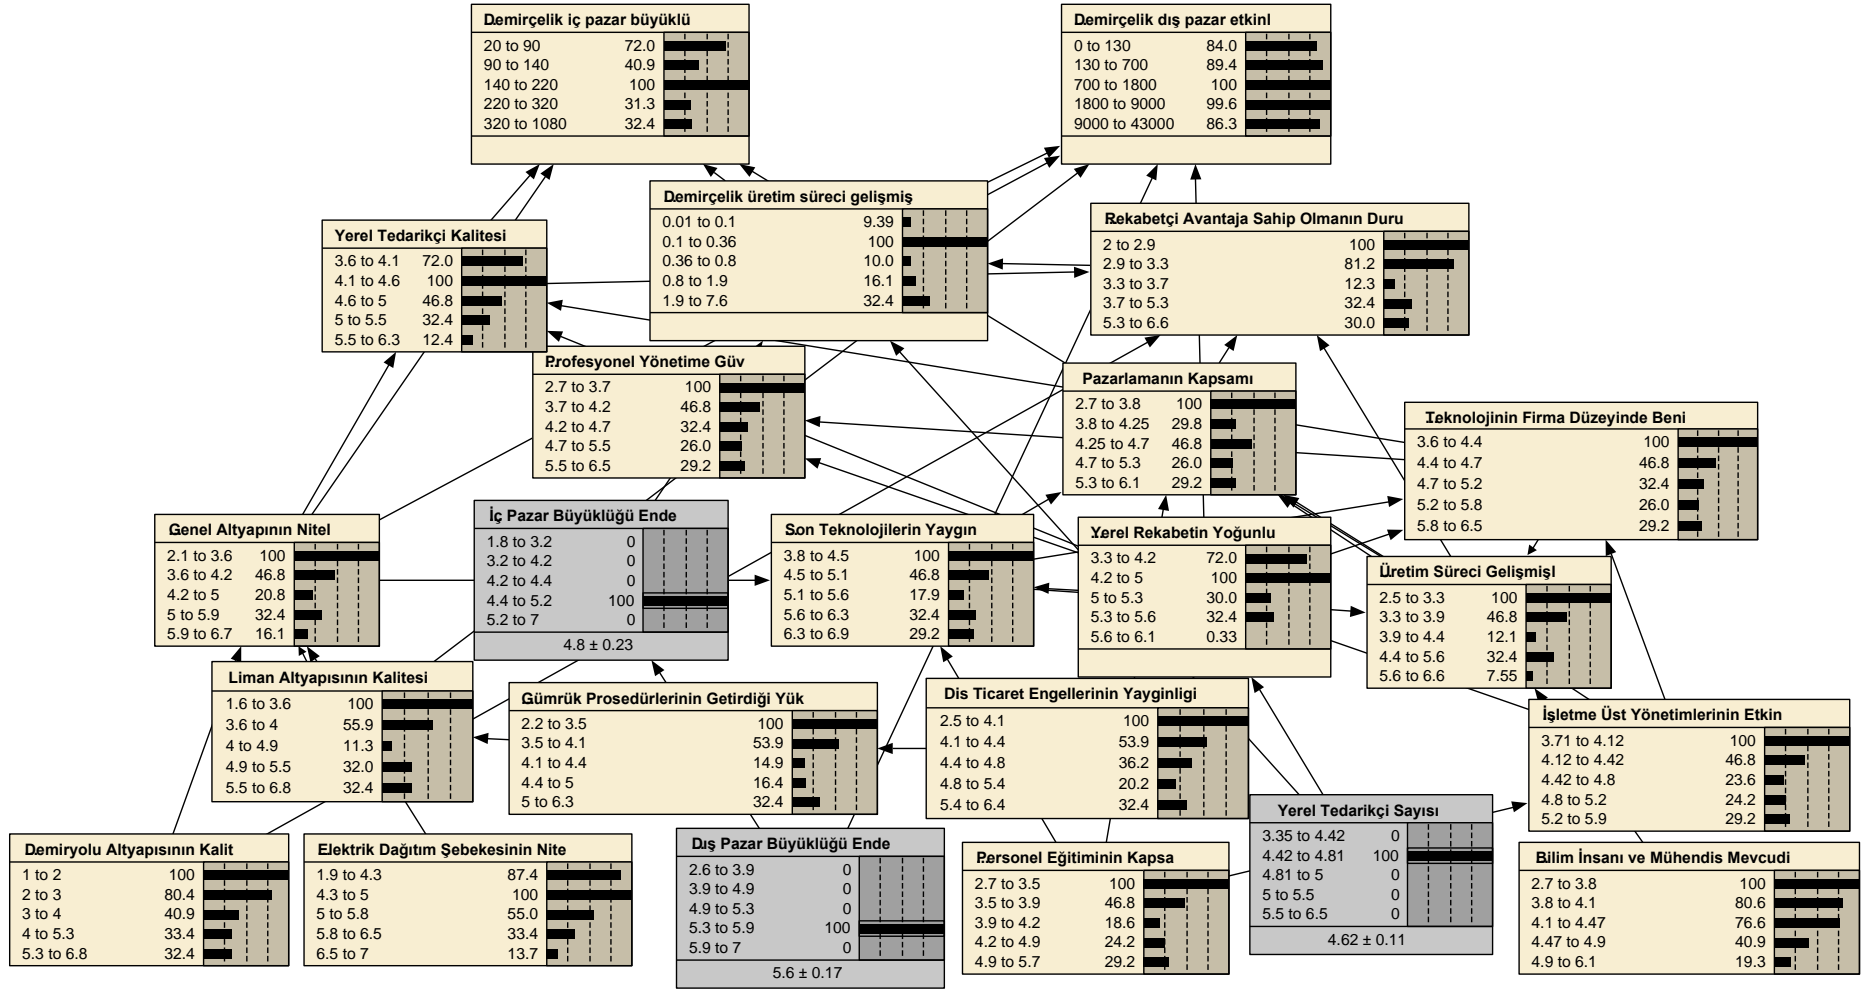 Demirçelik iç pazar büyüklü
20 to 90 72.0
90 to 140 40.9
140 to 220 100
220 to 320 31.3
320 to 1080 32.4
Demirçelik dış pazar etkinl
0 to 130 84.0
130 to 700 89.4
700 to 1800 100
1800 to 9000 99.6
9000 to 43000 86.3
Demirçelik üretim süreci gelişmiş
0.01 to 0.1 9.39
0.1 to 0.36 100
0.36 to 0.8 10.0
0.8 to 1.9 16.1
1.9 to 7.6 32.4
Rekabetçi Avantaja Sahip Olmanın Duru
2 to 2.9 100
2.9 to 3.3 81.2
3.3 to 3.7 12.3
3.7 to 5.3 32.4
5.3 to 6.6 30.0
Yerel Tedarikçi Kalitesi
3.6 to 4.1 72.0
4.1 to 4.6 100
4.6 to 5 46.8
5 to 5.5 32.4
5.5 to 6.3 12.4
Profesyonel Yönetime Güv
2.7 to 3.7 100
3.7 to 4.2 46.8
4.2 to 4.7 32.4
4.7 to 5.5 26.0
5.5 to 6.5 29.2
Pazarlamanın Kapsamı
2.7 to 3.8 100
3.8 to 4.25 29.8
4.25 to 4.7 46.8
4.7 to 5.3 26.0
5.3 to 6.1 29.2
Teknolojinin Firma Düzeyinde Beni
3.6 to 4.4 100
4.4 to 4.7 46.8
4.7 to 5.2 32.4
5.2 to 5.8 26.0
5.8 to 6.5 29.2
Genel Altyapının Nitel
2.1 to 3.6 100
3.6 to 4.2 46.8
4.2 to 5 20.8
5 to 5.9 32.4
5.9 to 6.7 16.1
İç Pazar Büyüklüğü Ende
1.8 to 3.2 0
3.2 to 4.2 0
4.2 to 4.4 0
4.4 to 5.2 100
5.2 to 7 0
4.8 ± 0.23
Son Teknolojilerin Yaygın
3.8 to 4.5 100
4.5 to 5.1 46.8
5.1 to 5.6 17.9
5.6 to 6.3 32.4
6.3 to 6.9 29.2
Yerel Rekabetin Yoğunlu
3.3 to 4.2 72.0
4.2 to 5 100
5 to 5.3 30.0
5.3 to 5.6 32.4
5.6 to 6.1 0.33
Üretim Süreci Gelişmişl
2.5 to 3.3 100
3.3 to 3.9 46.8
3.9 to 4.4 12.1
4.4 to 5.6 32.4
5.6 to 6.6 7.55
Liman Altyapısının Kalitesi
1.6 to 3.6 100
3.6 to 4 55.9
4 to 4.9 11.3
4.9 to 5.5 32.0
5.5 to 6.8 32.4
Gümrük Prosedürlerinin Getirdiği Yük
2.2 to 3.5 100
3.5 to 4.1 53.9
4.1 to 4.4 14.9
4.4 to 5 16.4
5 to 6.3 32.4
Dis Ticaret Engellerinin Yayginligi
2.5 to 4.1 100
4.1 to 4.4 53.9
4.4 to 4.8 36.2
4.8 to 5.4 20.2
5.4 to 6.4 32.4
İşletme Üst Yönetimlerinin Etkin
3.71 to 4.12 100
4.12 to 4.42 46.8
4.42 to 4.8 23.6
4.8 to 5.2 24.2
5.2 to 5.9 29.2
Demiryolu Altyapısının Kalit
1 to 2 100
2 to 3 80.4
3 to 4 40.9
4 to 5.3 33.4
5.3 to 6.8 32.4
Elektrik Dağıtım Şebekesinin Nite
1.9 to 4.3 87.4
4.3 to 5 100
5 to 5.8 55.0
5.8 to 6.5 33.4
6.5 to 7 13.7
Dış Pazar Büyüklüğü Ende
2.6 to 3.9 0
3.9 to 4.9 0
4.9 to 5.3 0
5.3 to 5.9 100
5.9 to 7 0
5.6 ± 0.17
Personel Eğitiminin Kapsa
2.7 to 3.5 100
3.5 to 3.9 46.8
3.9 to 4.2 18.6
4.2 to 4.9 24.2
4.9 to 5.7 29.2
Yerel Tedarikçi Sayısı
3.35 to 4.42 0
4.42 to 4.81 100
4.81 to 5 0
5 to 5.5 0
5.5 to 6.5 0
4.62 ± 0.11
Bilim İnsanı ve Mühendis Mevcudi
2.7 to 3.8 100
3.8 to 4.1 80.6
4.1 to 4.47 76.6
4.47 to 4.9 40.9
4.9 to 6.1 19.3